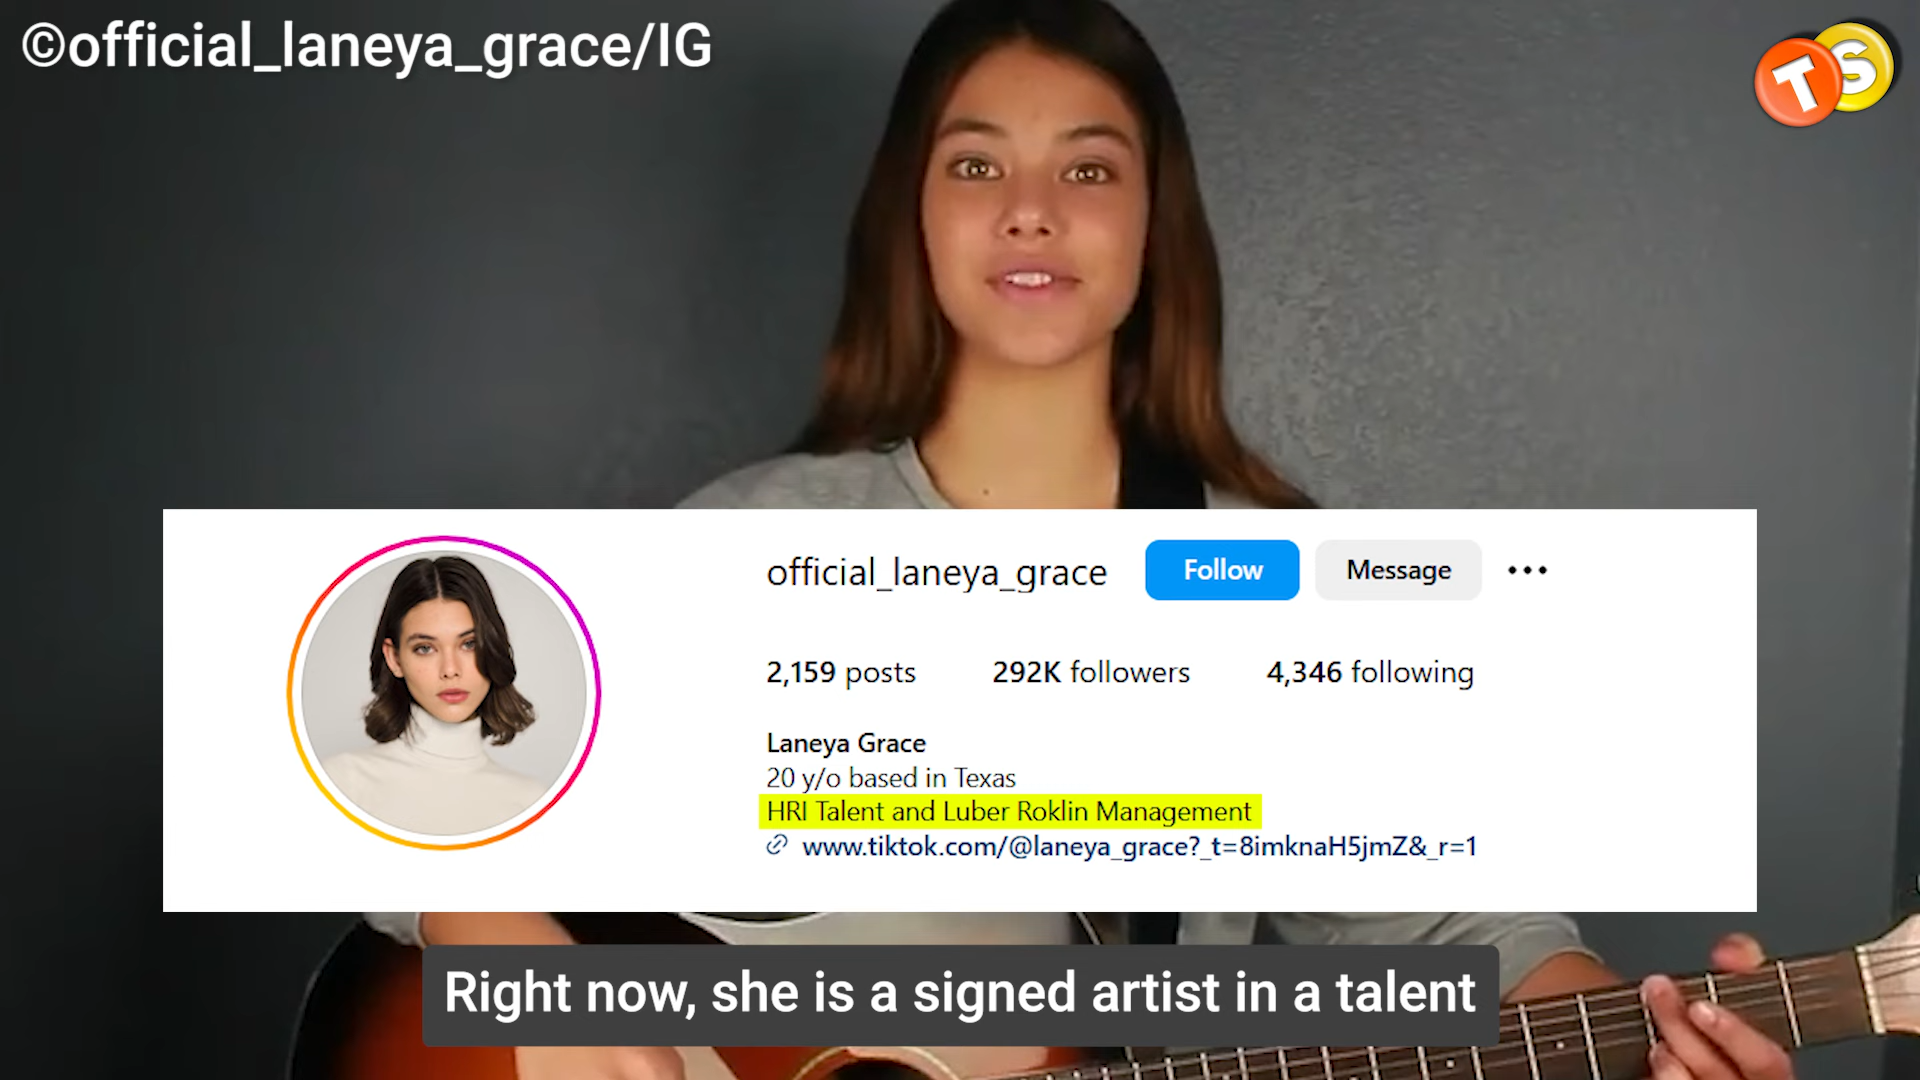 ©official_laneya_grace/IG
TS
official_laneya_grace
Follow
Message
2,159 posts
292K followers
4,346 following
Laneya Grace
20 y/o based in Texas
HRI Talent and Luber Roklin Management
www.tiktok.com/@laneya_grace?_t=8imknaH5jmZ&_r=1
Right now, she is a signed artist in a talent